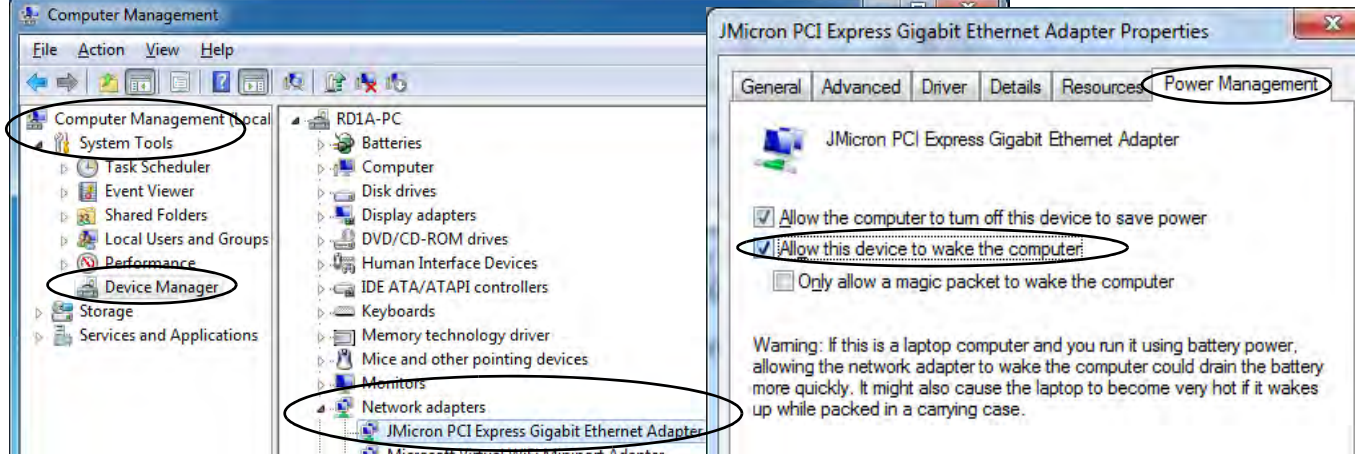 Computer Management
File Action View Help
Computer Management (Local
System Tools
Task Scheduler
Event Viewer
Shared Folders
Local Users and Groups
Performance
Device Manager
Storage
Services and Applications
RD1A-PC
Batteries
Computer
Disk drives
Display adapters
DVD/CD-ROM drives
Human Interface Devices
IDE ATA/ATAPI controllers
Keyboards
Memory technology driver
Mice and other pointing devices
Monitors
Network adapters
JMicron PCI Express Gigabit Ethernet Adapter
Microsoft Virtual WiFi Miniport Adapter
JMicron PCI Express Gigabit Ethernet Adapter Properties
General Advanced Driver Details Resources Power Management
JMicron PCI Express Gigabit Ethernet Adapter
Allow the computer to turn off this device to save power
Allow this device to wake the computer
Only allow a magic packet to wake the computer
Warning: If this is a laptop computer and you run it using battery power,
allowing the network adapter to wake the computer could drain the battery
more quickly. It might also cause the laptop to become very hot if it wakes
up while packed in a carrying case.